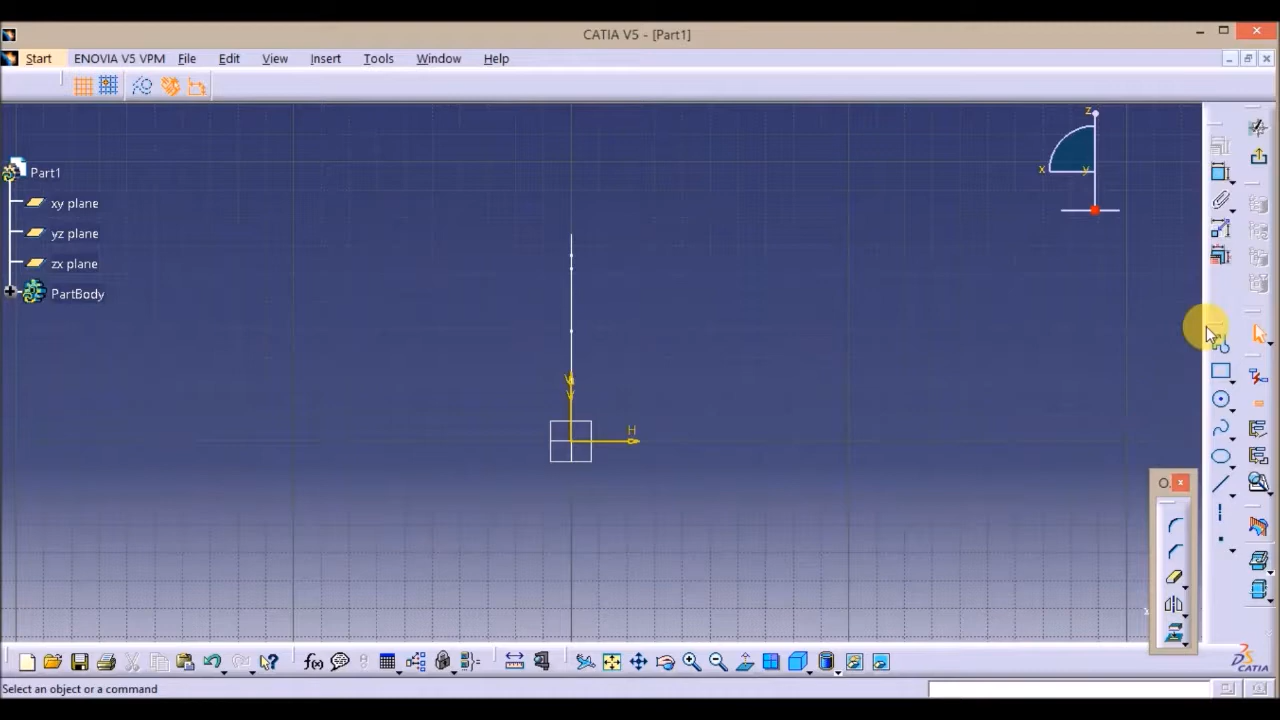 CATIA V5 - [Part1]
Start ENOVIA V5 VPM File Edit View Insert Tools Window Help
z
x y
Part1
xy plane
yz plane
zx plane
PartBody
V
H
O.
f(x)
CATIA
Select an object or a command